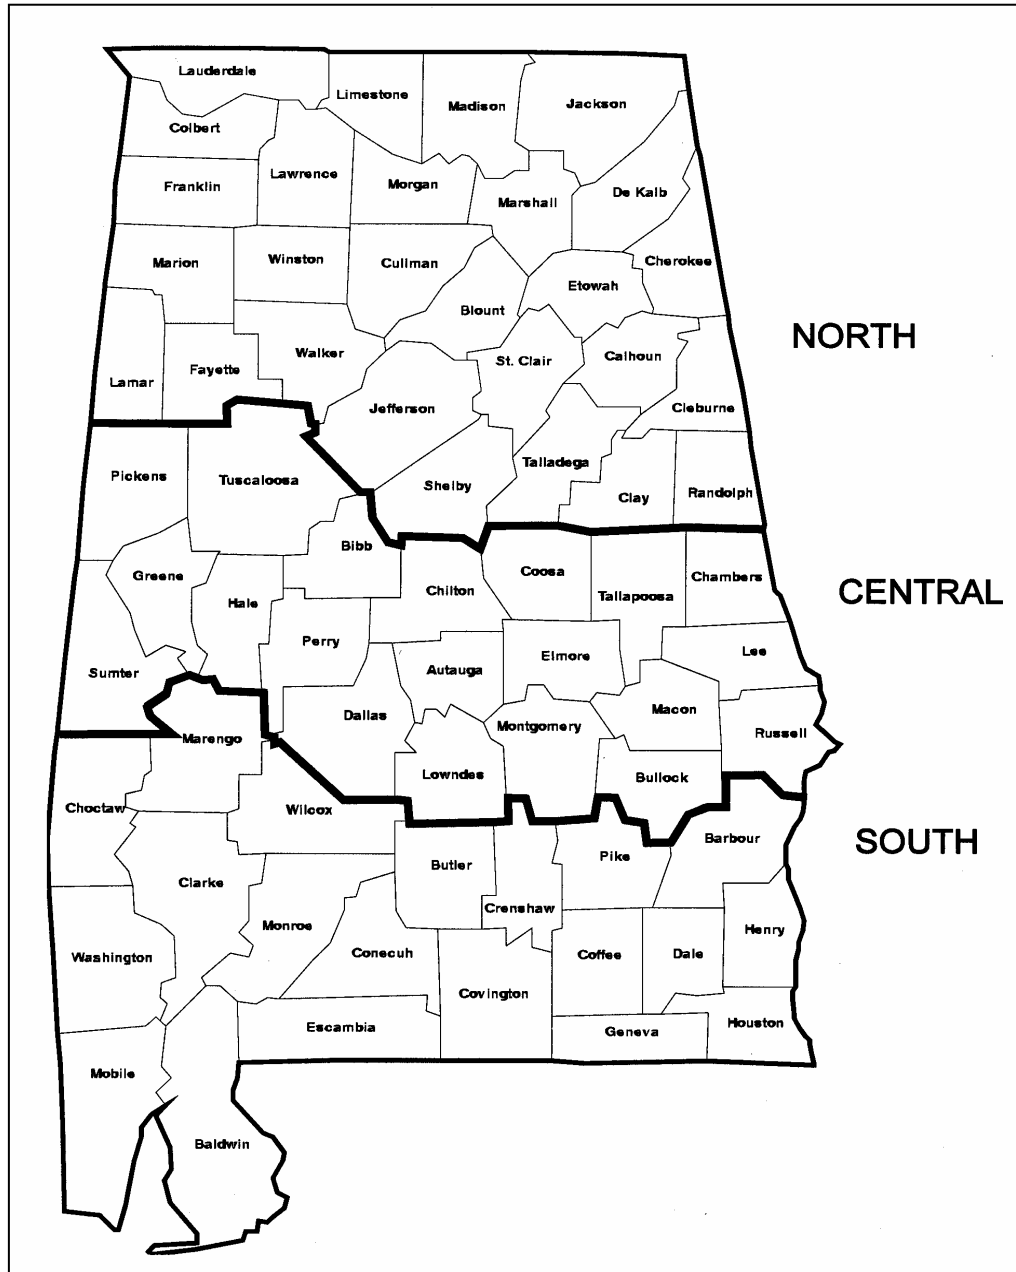 Lauderdale
Limestone
Madison
Jackson
Colbert
Lawrence
Franklin
Morgan
Marshall
De Kalb
Marion
Winston
Cullman
Cherokee
Etowah
Blount
NORTH
Walker
St. Clair
Calhoun
Fayette
Lamar
Jefferson
Cleburne
Talladega
Pickens
Tuscaloosa
Shelby
Clay
Randolph
Bibb
Greene
Coosa
Chambers
Hale
Chilton
Tallapoosa
CENTRAL
Perry
Lee
Elmore
Sumter
Autauga
Dallas
Macon
Montgomery
Russell
Marengo
Lowndes
Bullock
Choctaw
Wilcox
Barbour
SOUTH
Pike
Butler
Clarke
Crenshaw
Monroe
Henry
Washington
Conecuh
Coffee
Dale
Covington
Escambia
Geneva
Houston
Mobile
Baldwin